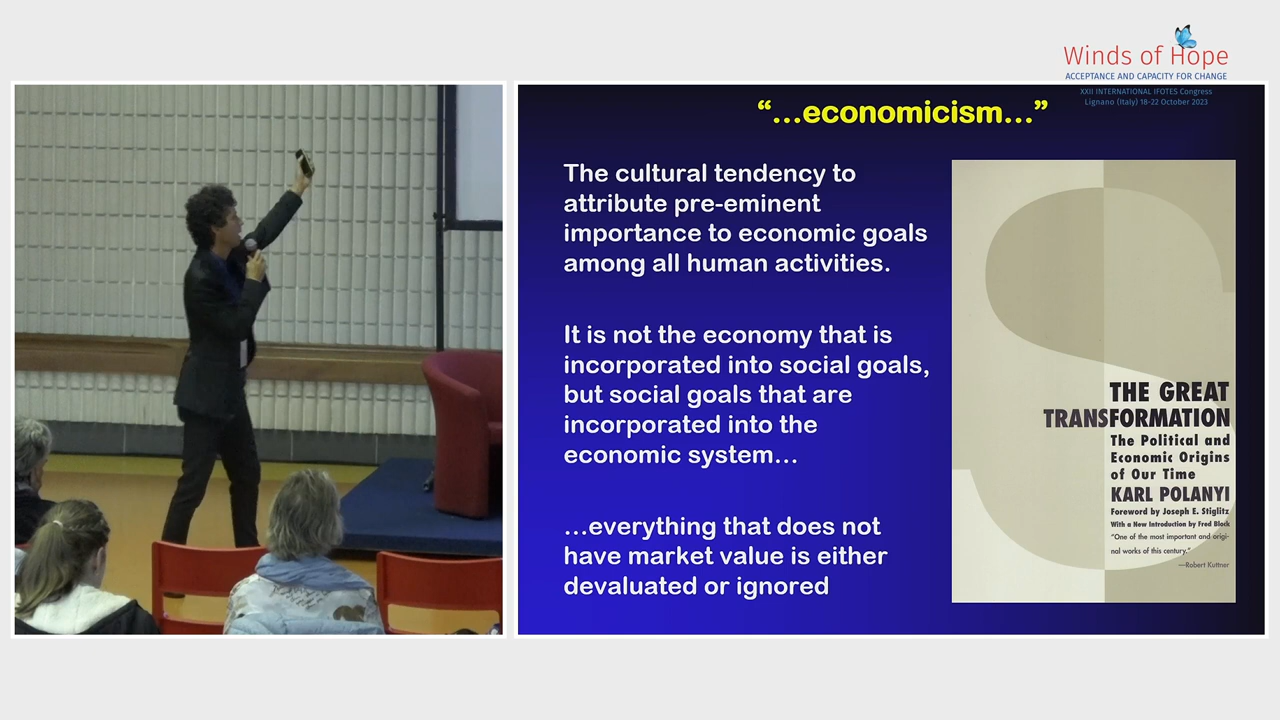 Winds of Hope
ACCEPTANCE AND CAPACITY FOR CHANGE
XXII INTERNATIONAL IFOTES Congress
Lignano (Italy) 18-22 October 2023
“...economicism...”
The cultural tendency to
attribute pre-eminent
importance to economic goals
among all human activities.
It is not the economy that is
incorporated into social goals,
but social goals that are
incorporated into the
economic system...
...everything that does not
have market value is either
devaluated or ignored
THE GREAT
TRANSFORMATION
The Political and
Economic Origins
of Our Time
KARL POLANYI
Foreword by Joseph E. Stiglitz
With a New Introduction by Fred Block
“One of the most important and origi-
nal works of this century.”
—Robert Kuttner